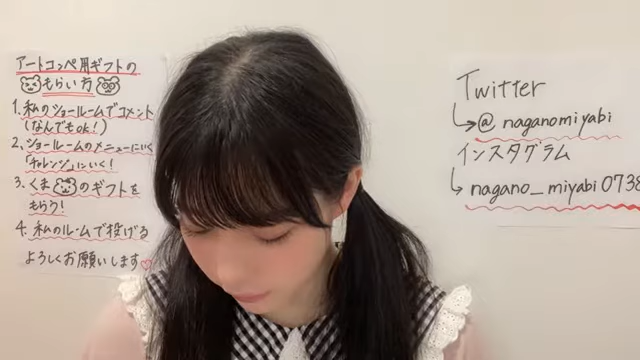 アートコンペ用ギフトの
もらい方
1. 私のショールームでコメント
(なんでもok!)
2. ショールームのメニューにいく
「チャレンジ」にいく!
3. くま のギフトを
もらう!
4. 私のルームで投げる
よろしくお願いします♡
Twitter
↳@ naganomiyabi
インスタグラム
↳ nagano_miyabi0738